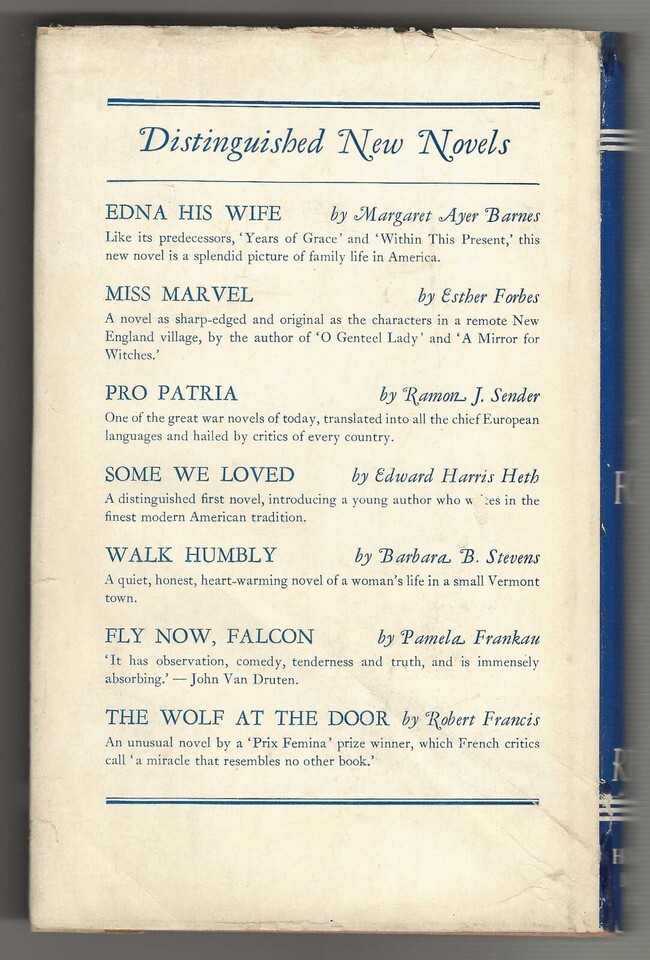 Distinguished New Novels
EDNA HIS WIFE by Margaret Ayer Barnes
Like its predecessors, 'Years of Grace' and 'Within This Present,' this
new novel is a splendid picture of family life in America.
MISS MARVEL by Esther Forbes
A novel as sharp-edged and original as the characters in a remote New
England village, by the author of 'O Genteel Lady' and 'A Mirror for
Witches.'
PRO PATRIA by Ramon J. Sender
One of the great war novels of today, translated into all the chief European
languages and hailed by critics of every country.
SOME WE LOVED by Edward Harris Heth
A distinguished first novel, introducing a young author who in the
finest modern American tradition.
WALK HUMBLY by Barbara B. Stevens
A quiet, honest, heart-warming novel of a woman's life in a small Vermont
town.
FLY NOW, FALCON by Pamela Frankau
'It has observation, comedy, tenderness and truth, and is immensely
absorbing.' — John Van Druten.
THE WOLF AT THE DOOR by Robert Francis
An unusual novel by a 'Prix Femina' prize winner, which French critics
call 'a miracle that resembles no other book.'